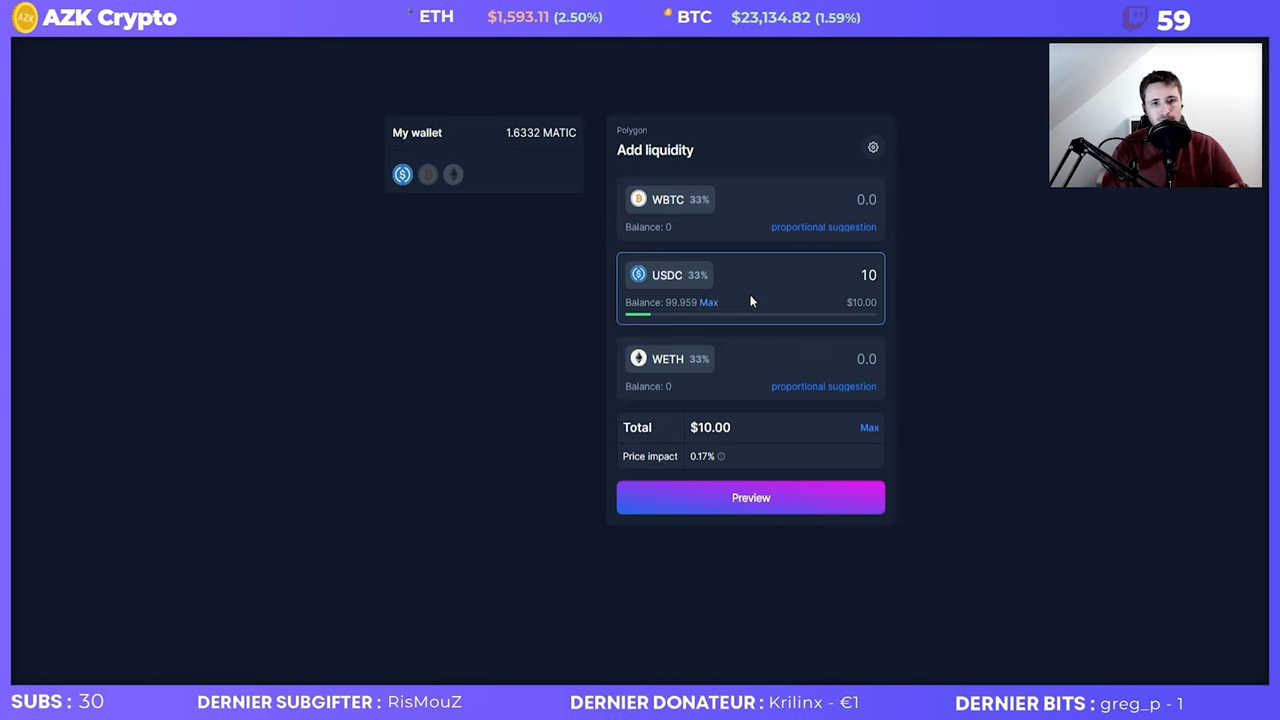 AZK Crypto
ETH $1,593.11 (2.50%)
BTC $23,134.82 (1.59%)
59
My wallet 1.6332 MATIC
Polygon
Add liquidity
WBTC 33% 0.0
Balance: 0 proportional suggestion
USDC 33% 10
Balance: 99.959 Max $10.00
WETH 33% 0.0
Balance: 0 proportional suggestion
Total $10.00 Max
Price impact 0.17%
Preview
SUBS : 30 DERNIER SUBGIFTER : RisMouZ DERNIER DONATEUR : Krilinx - €1 DERNIER BITS : greg_p - 1